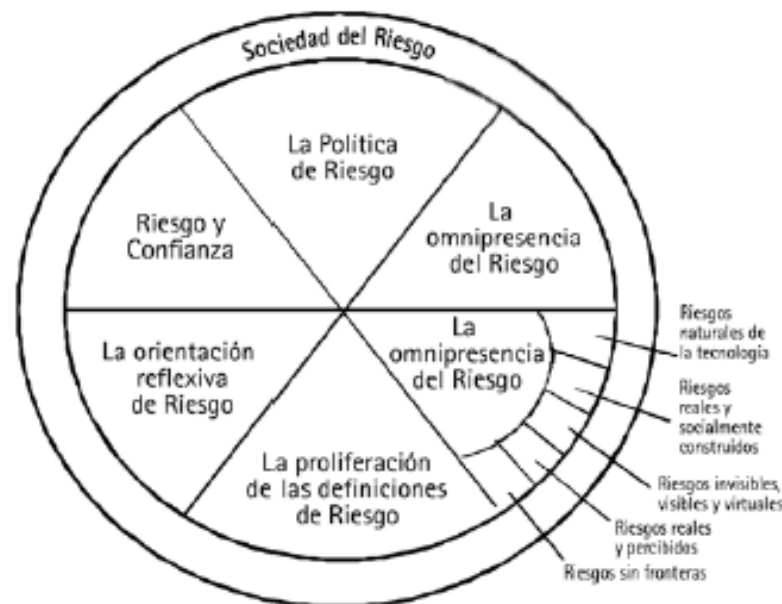 Sociedad del Riesgo
La Política
de Riesgo
Riesgo y
Confianza
La
omnipresencia
del Riesgo
La orientación
reflexiva
de Riesgo
La
omnipresencia
del Riesgo
La proliferación
de las definiciones
de Riesgo
Riesgos
naturales de
la tecnología
Riesgos
reales y
socialmente
construidos
Riesgos invisibles,
visibles y virtuales
Riesgos reales
y percibidos
Riesgos sin fronteras